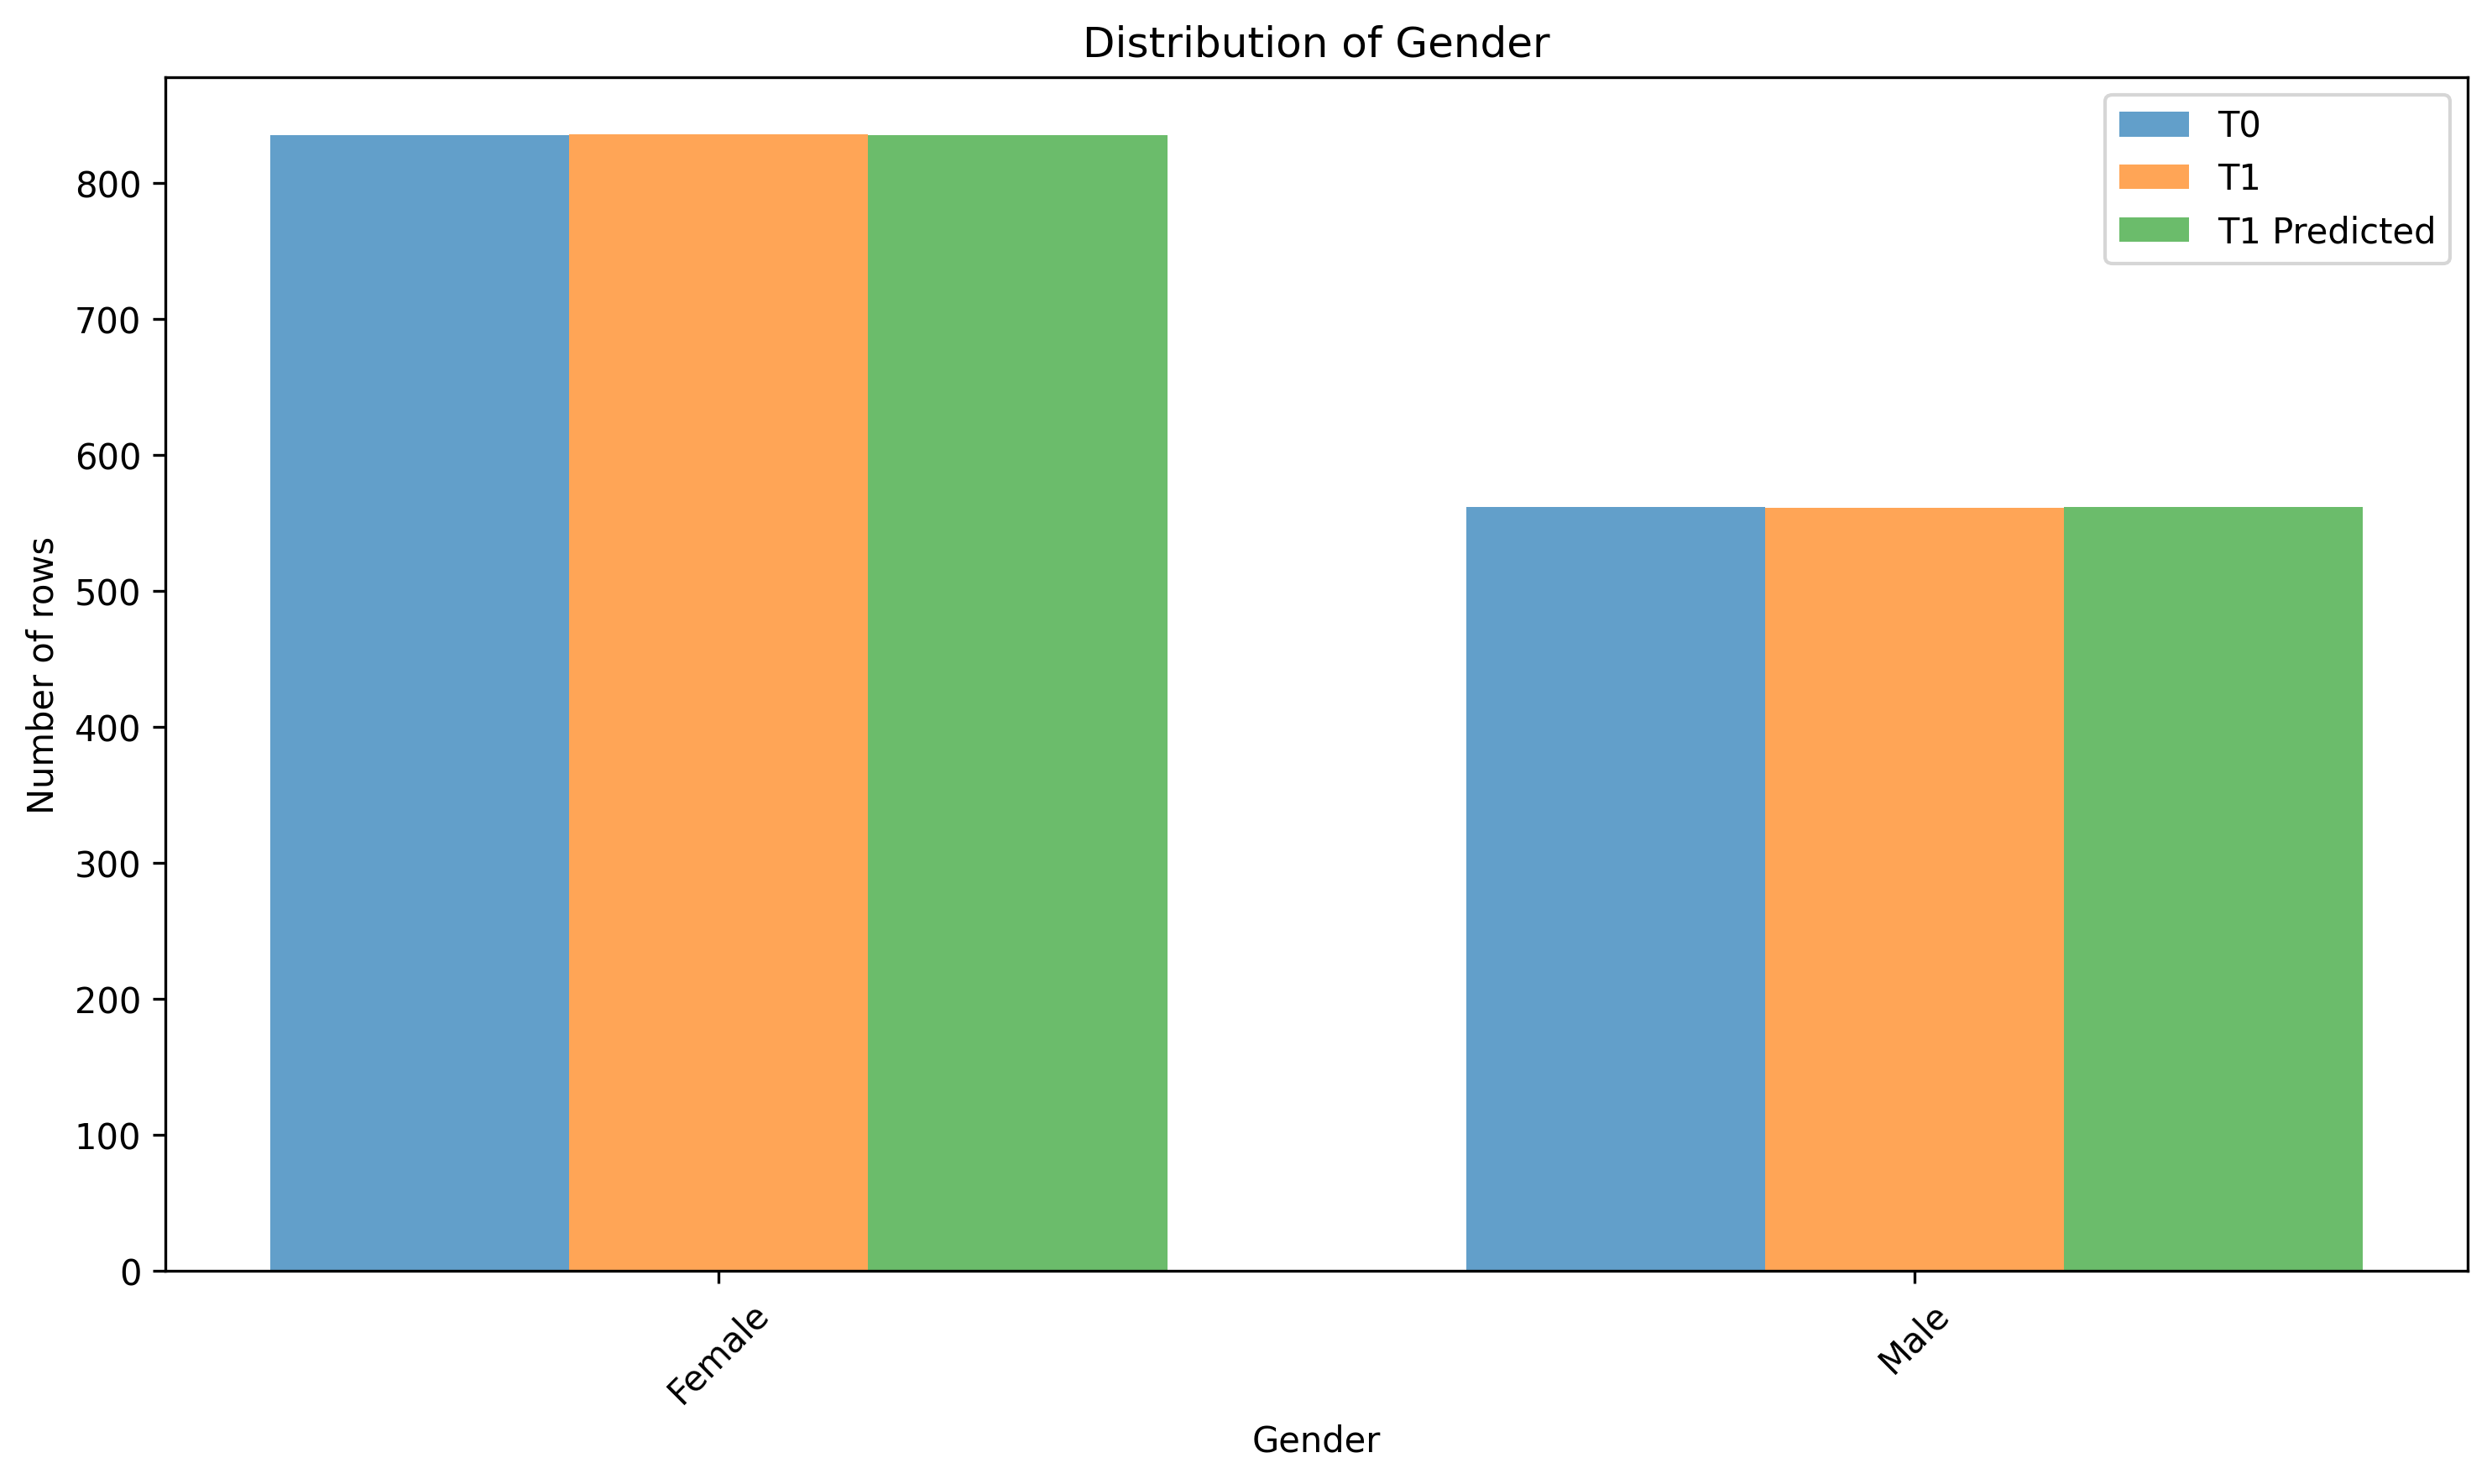 Distribution of Gender
T0
T1
T1 Predicted
Number of rows
800
700
600
500
400
300
200
100
0
Female
Male
Gender